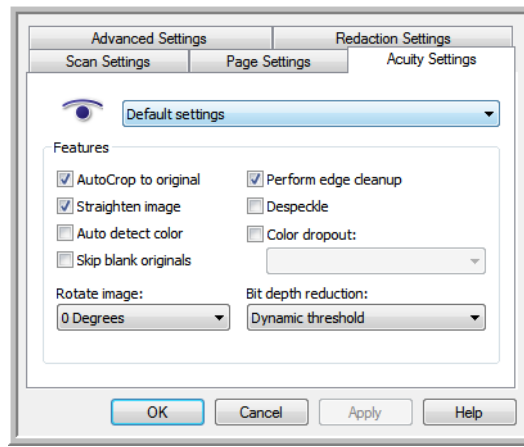 Advanced Settings Redaction Settings
Scan Settings Page Settings Acuity Settings
Default settings
Features
AutoCrop to original Perform edge cleanup
Straighten image Despeckle
Auto detect color Color dropout:
Skip blank originals
Rotate image: Bit depth reduction:
0 Degrees Dynamic threshold
OK Cancel Apply Help